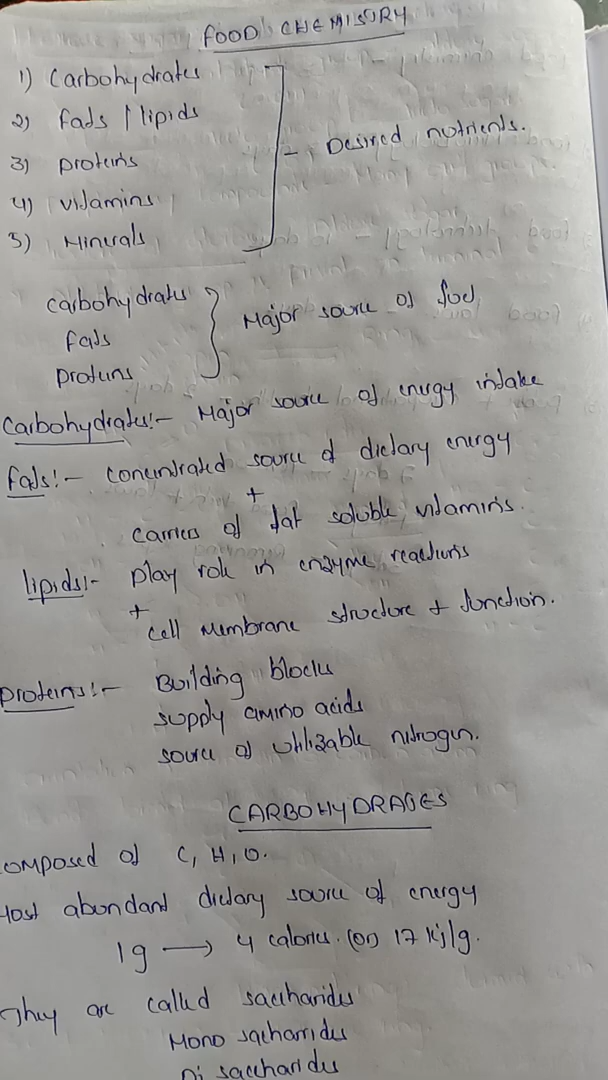 FOOD CHEMISTRY
1) Carbohydrates
2) Fats / lipids
3) Proteins
4) Vitamins
5) Minerals
- Desired nutrients.
Carbohydrates
Fats
Proteins
Major source of fuel
Carbohydrates:- Major source of energy intake
Fats:- Concentrated source of dietary energy
+
Carriers of fat soluble vitamins.
Lipids:- Play role in enzyme reactions
+
Cell Membrane structure + function.
Proteins:- Building blocks
supply amino acids
source of utilizable nitrogen.
CARBOHYDRATES
omposed of C, H, O.
ost abundant dietary source of energy
1g → 4 calories. (or) 17 kj/g.
They are called saccharides
Mono sacharrides
Di saccharides